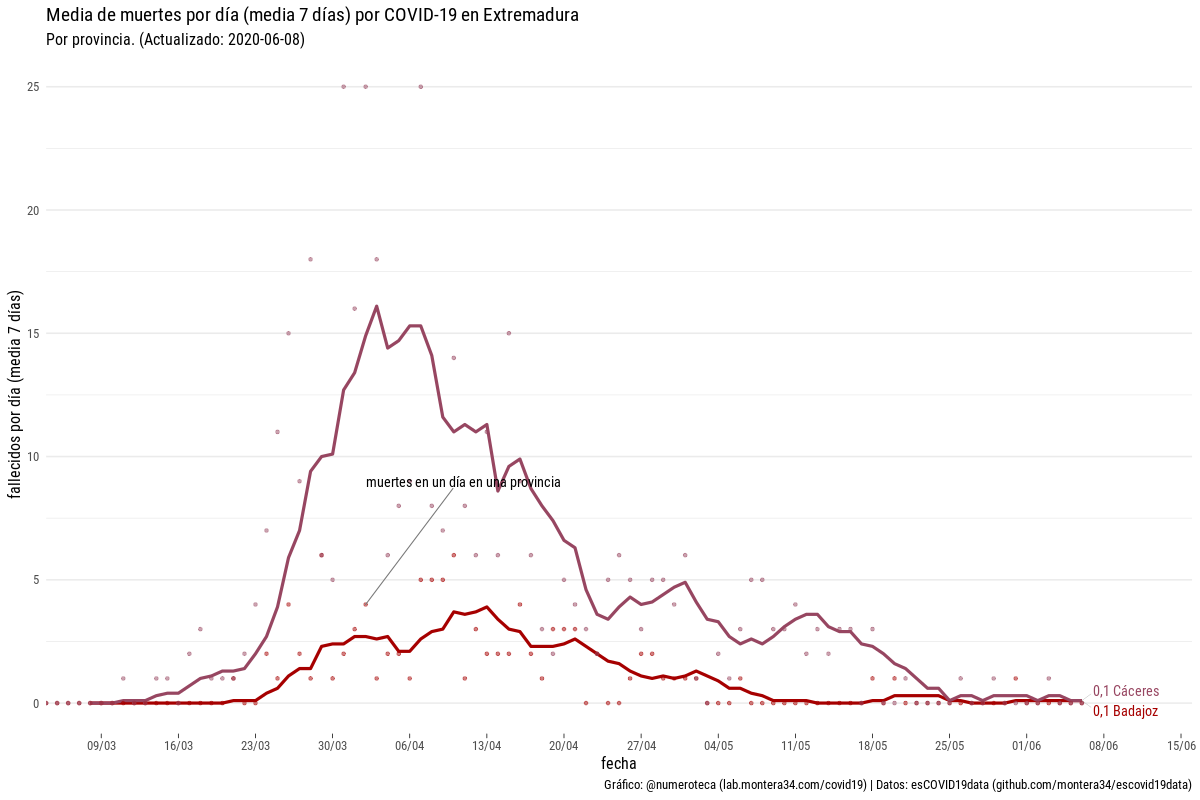 Media de muertes por día (media 7 días) por COVID-19 en Extremadura
Por provincia. (Actualizado: 2020-06-08)
fallecidos por día (media 7 días)
25
20
15
10
5
0
muertes en un día en una provincia
0,1 Cáceres
0,1 Badajoz
09/03 16/03 23/03 30/03 06/04 13/04 20/04 27/04 04/05 11/05 18/05 25/05 01/06 08/06 15/06
fecha
Gráfico: @numeroteca (lab.montera34.com/covid19) | Datos: esCOVID19data (github.com/montera34/escovid19data)